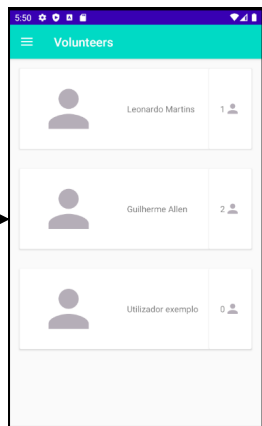 5:50
Volunteers
Leonardo Martins 1
Guilherme Allen 2
Utilizador exemplo 0